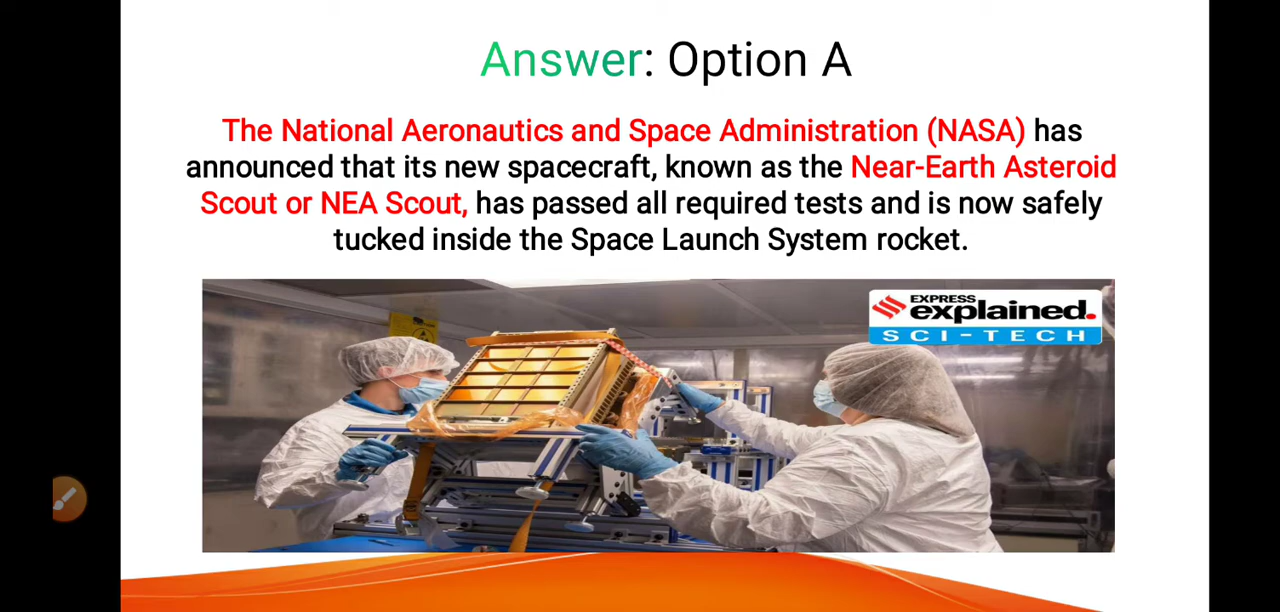 Answer: Option A
The National Aeronautics and Space Administration (NASA) has
announced that its new spacecraft, known as the Near-Earth Asteroid
Scout or NEA Scout, has passed all required tests and is now safely
tucked inside the Space Launch System rocket.
EXPRESS
explained.
SCI-TECH